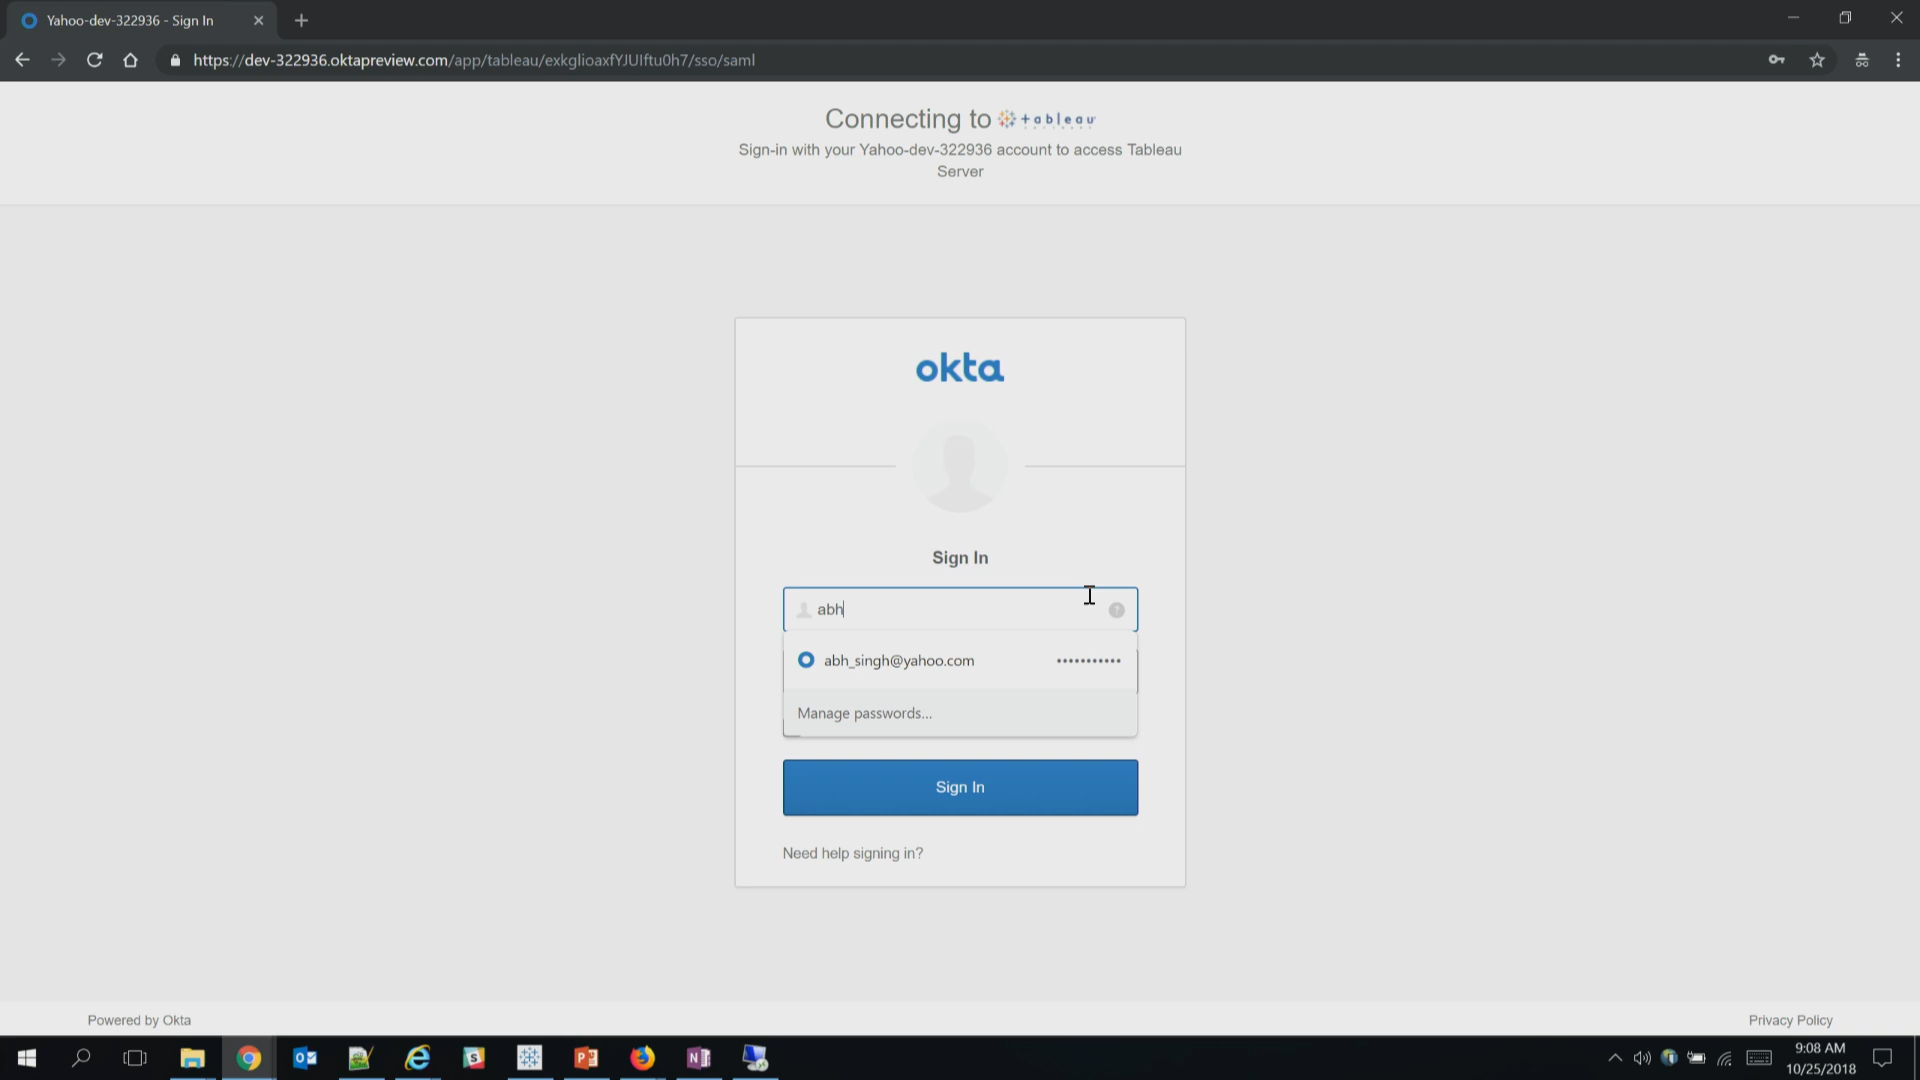 Yahoo-dev-322936 - Sign In
https://dev-322936.oktapreview.com/app/tableau/exkglioaxfYJUIftu0h7/sso/saml
Connecting to +ableau
Sign-in with your Yahoo-dev-322936 account to access Tableau
Server
okta
Sign In
abh
abh_singh@yahoo.com
Manage passwords...
Sign In
Need help signing in?
Powered by Okta
Privacy Policy
9:08 AM
10/25/2018